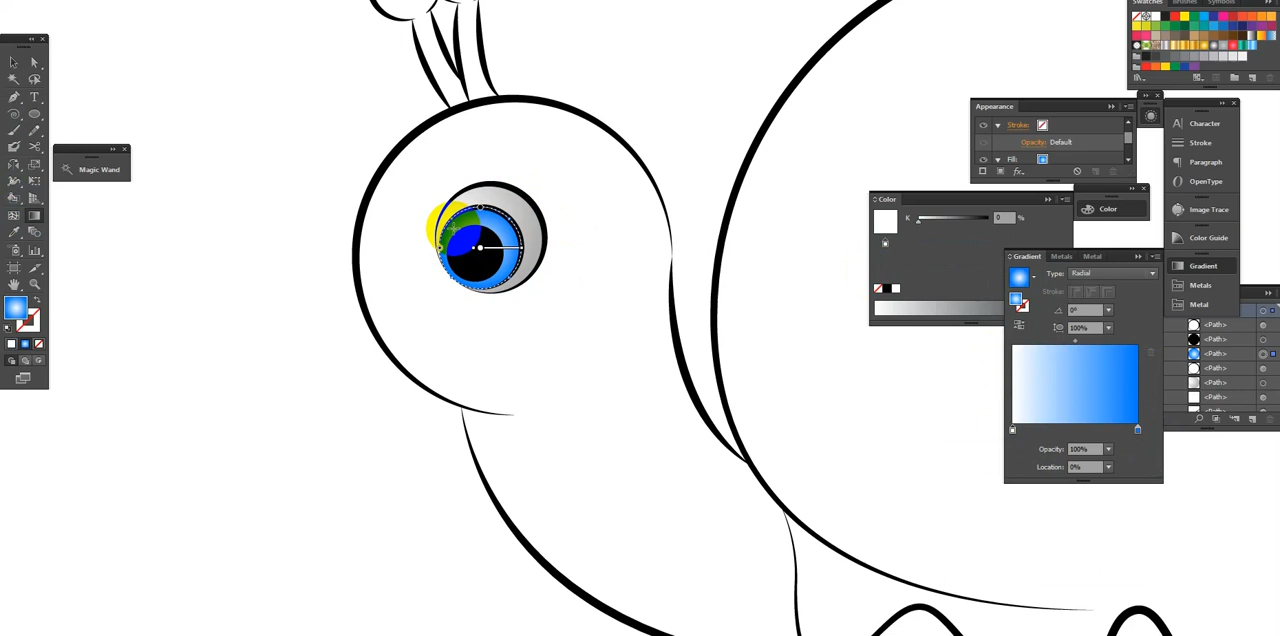 Swatches Brushes Symbols
Magic Wand
Appearance
Stroke:
Opacity: Default
Fill:
Color
K 0 %
Color
Character
Stroke
Paragraph
OpenType
Image Trace
Color Guide
Gradient
Metals
Metal
Gradient Metals Metal
Type: Radial
Stroke:
0°
100%
Opacity: 100%
Location: 0%
<Path>
<Path>
<Path>
<Path>
<Path>
<Path>